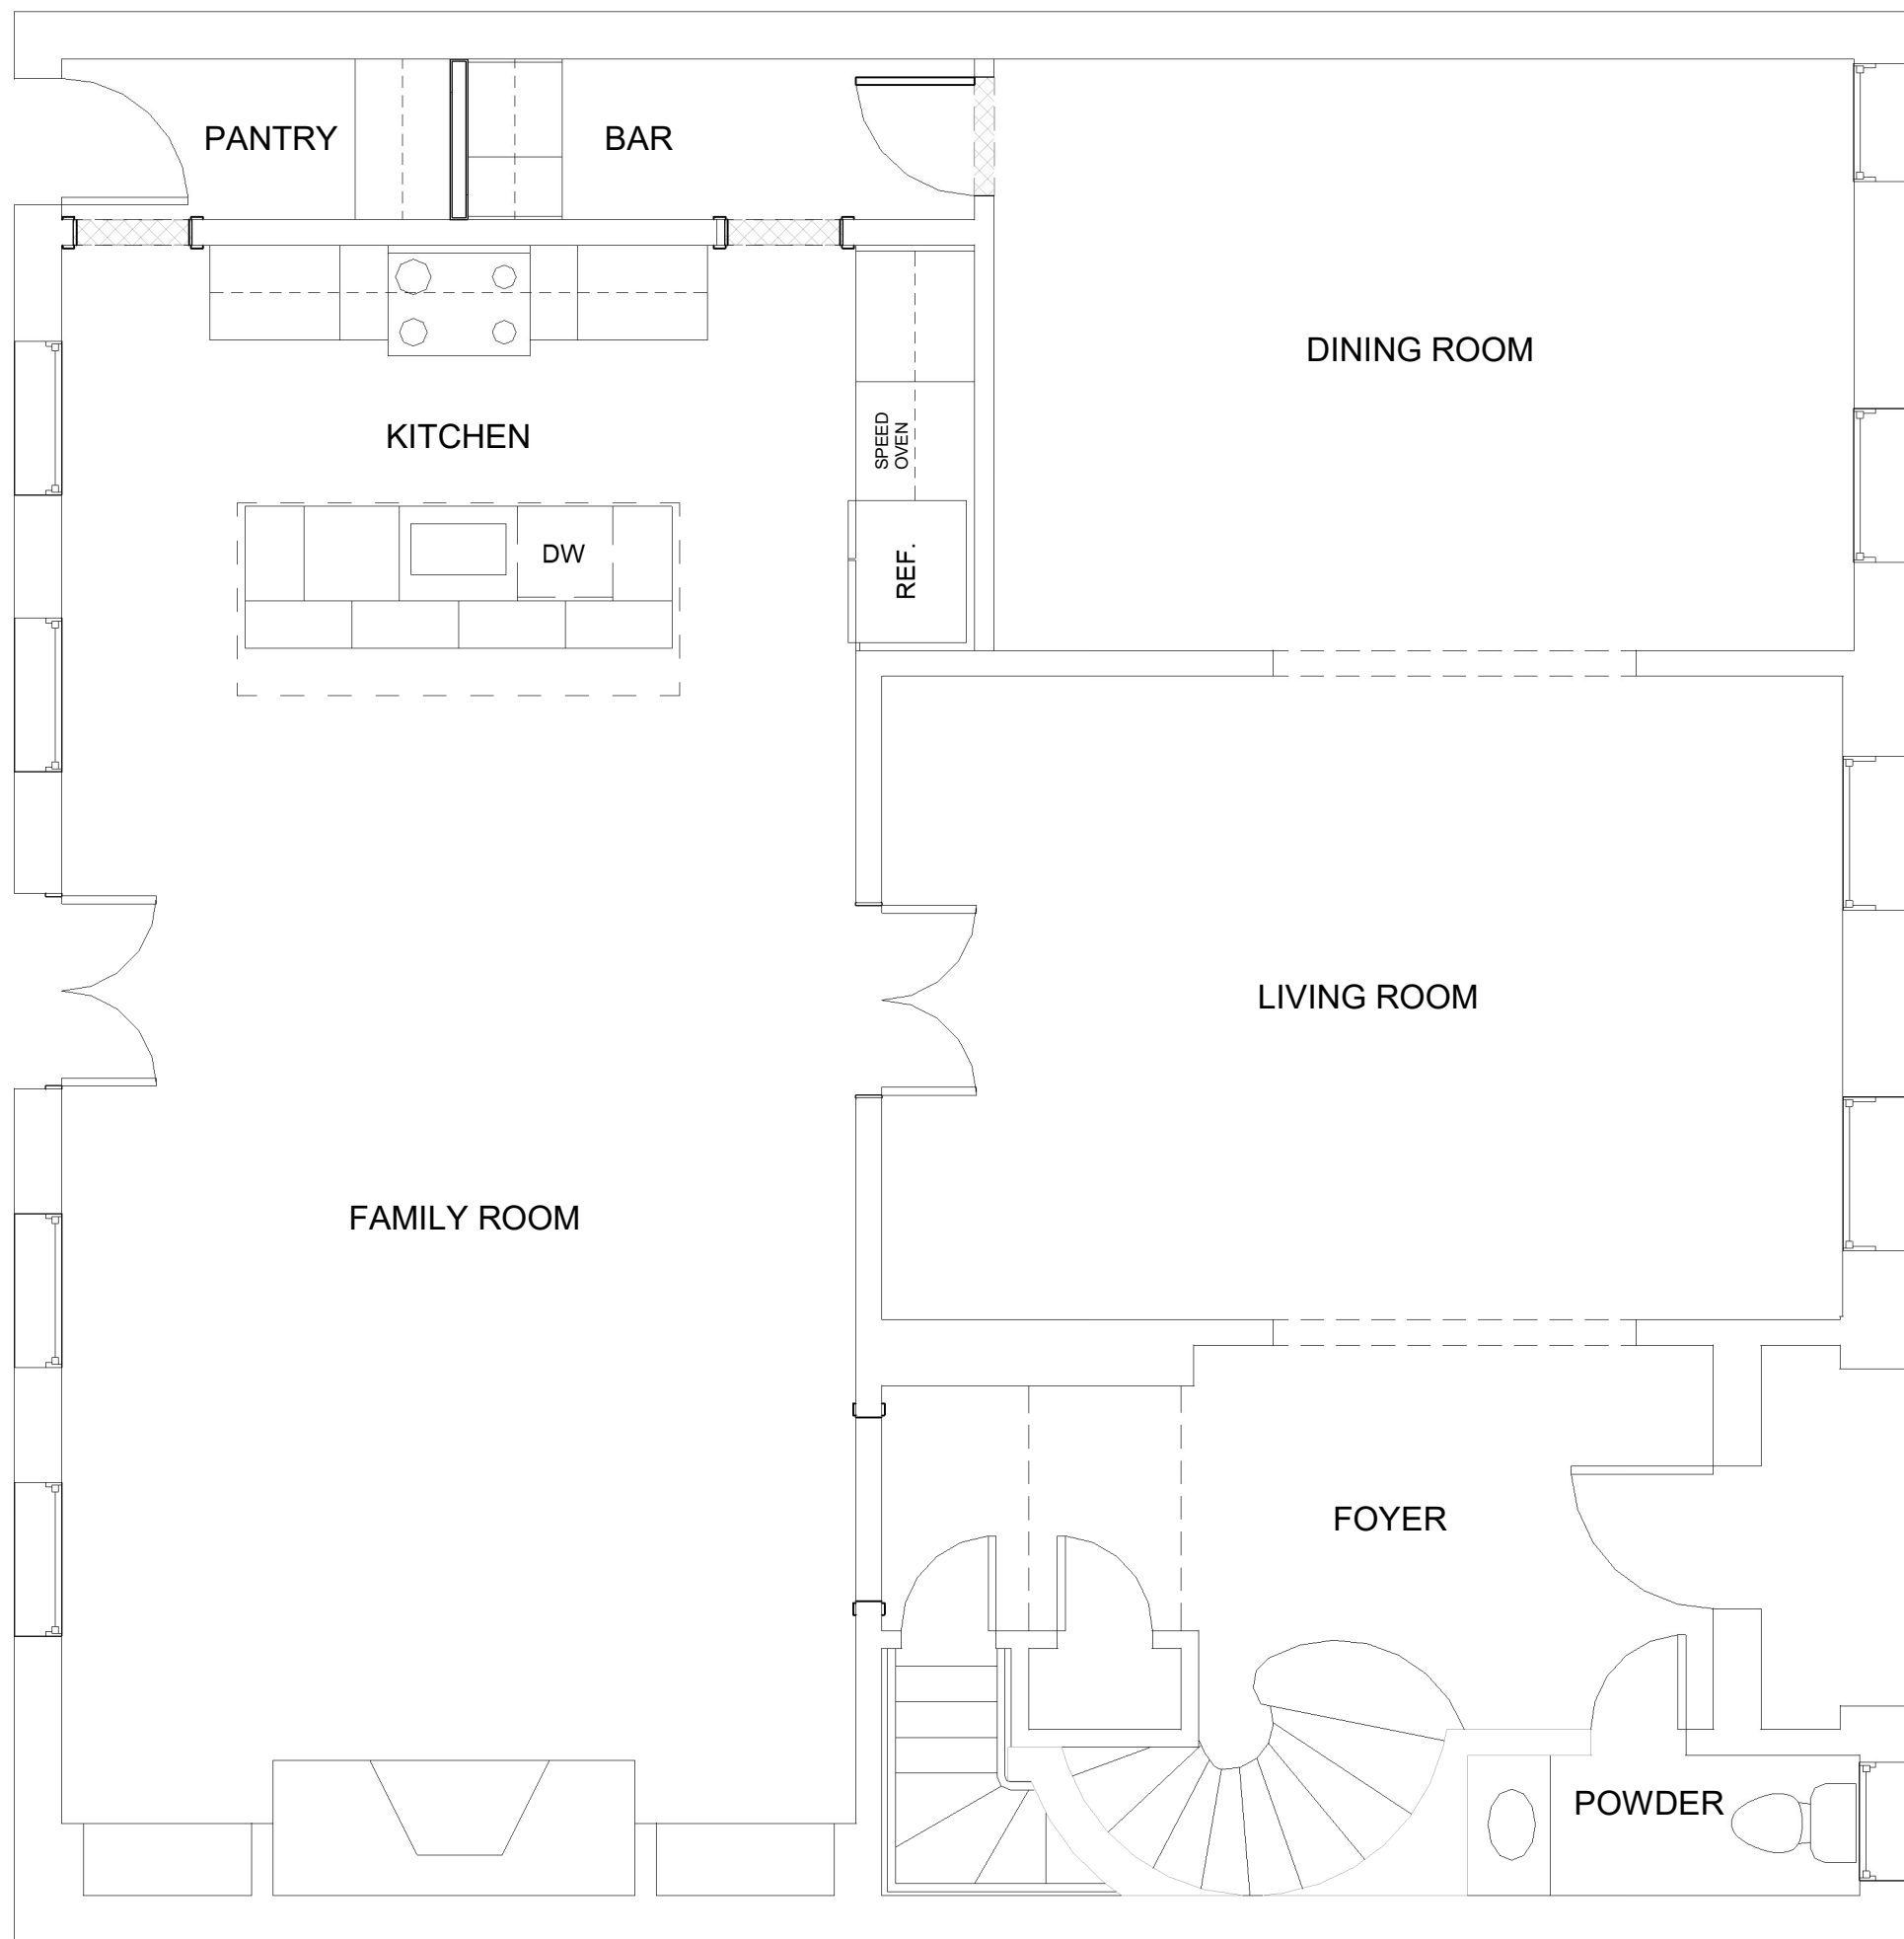 PANTRY
BAR
DINING ROOM
KITCHEN
SPEED
OVEN
DW
REF.
LIVING ROOM
FAMILY ROOM
FOYER
POWDER